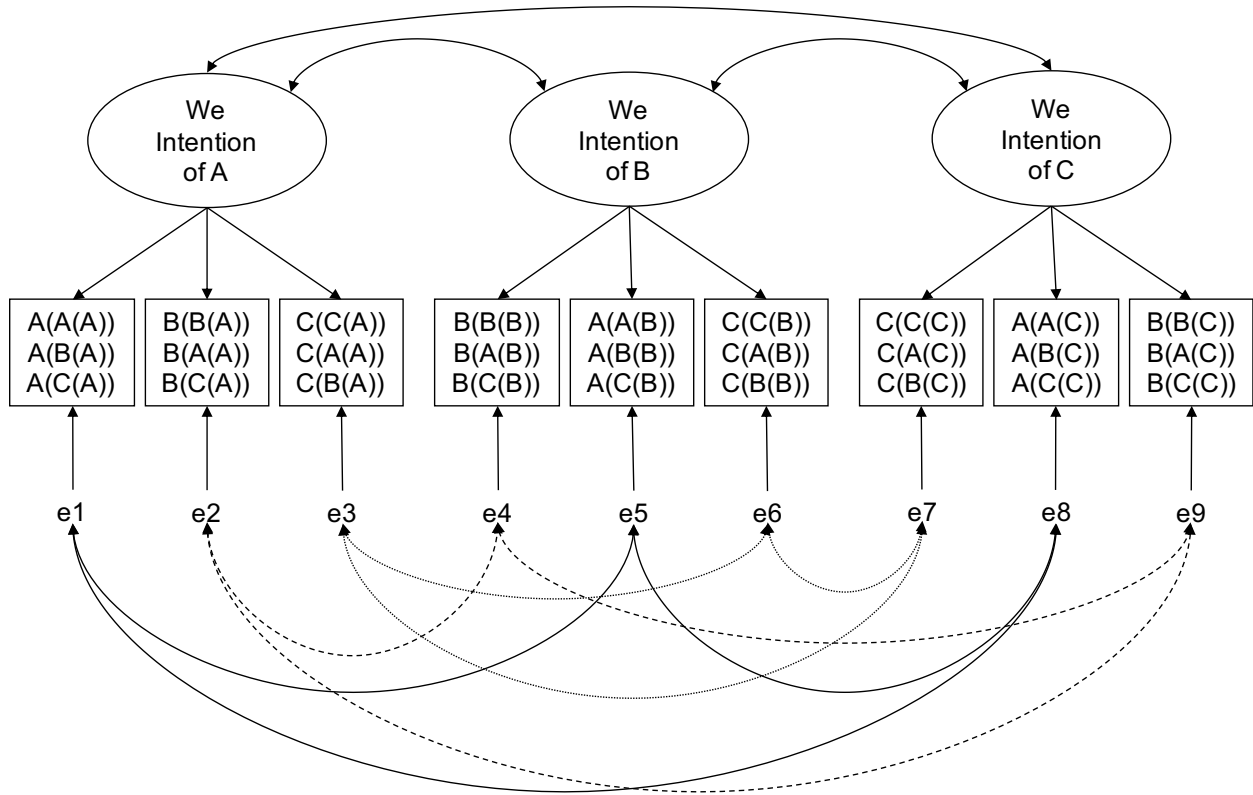 We
Intention
of A
We
Intention
of B
We
Intention
of C
A(A(A))
A(B(A))
A(C(A))
B(B(A))
B(A(A))
B(C(A))
C(C(A))
C(A(A))
C(B(A))
B(B(B))
B(A(B))
B(C(B))
A(A(B))
A(B(B))
A(C(B))
C(C(B))
C(A(B))
C(B(B))
C(C(C))
C(A(C))
C(B(C))
A(A(C))
A(B(C))
A(C(C))
B(B(C))
B(A(C))
B(C(C))
e1 e2 e3 e4 e5 e6 e7 e8 e9